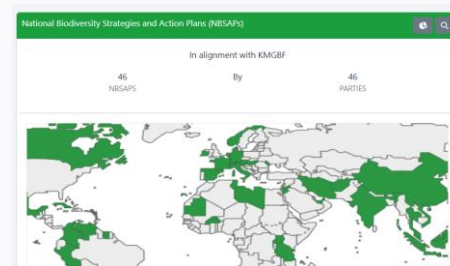 National Biodiversity Strategies and Action Plans (NBSAPs)
In alignment with KMGBF
46 By 46
NBSAPS PARTIES